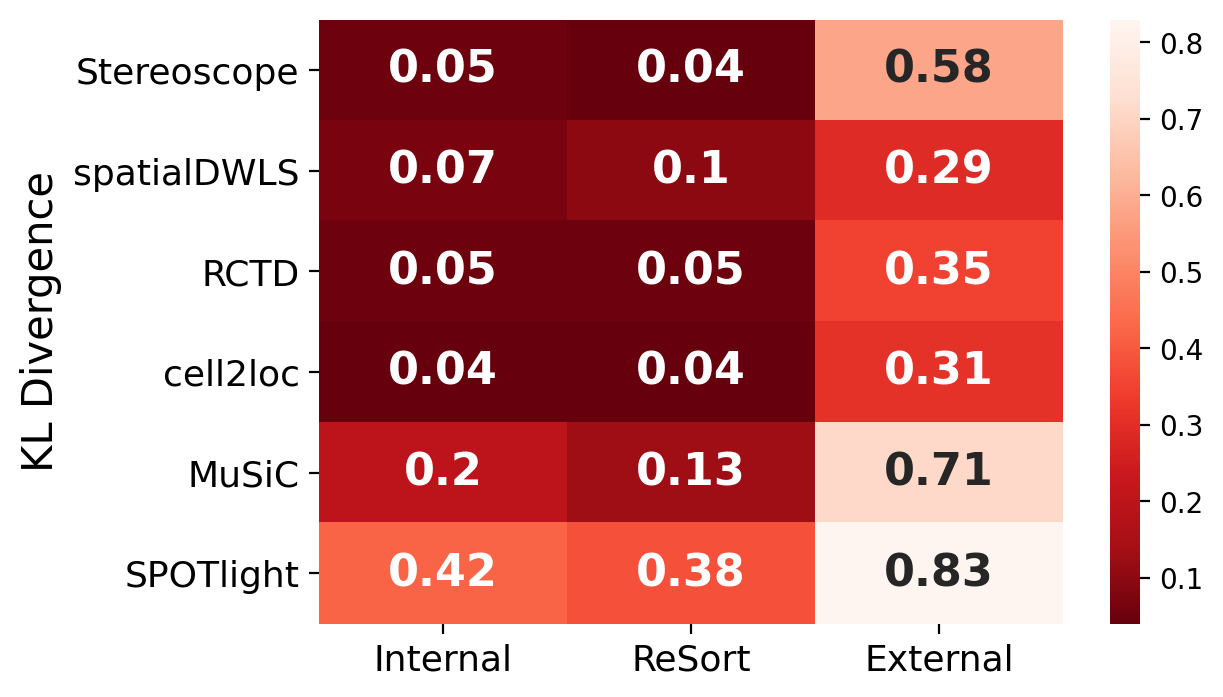 KL Divergence
Stereoscope 0.05 0.04 0.58
spatialDWLS 0.07 0.1 0.29
RCTD 0.05 0.05 0.35
cell2loc 0.04 0.04 0.31
MuSiC 0.2 0.13 0.71
SPOTlight 0.42 0.38 0.83
Internal ReSort External
0.8
0.7
0.6
0.5
0.4
0.3
0.2
0.1